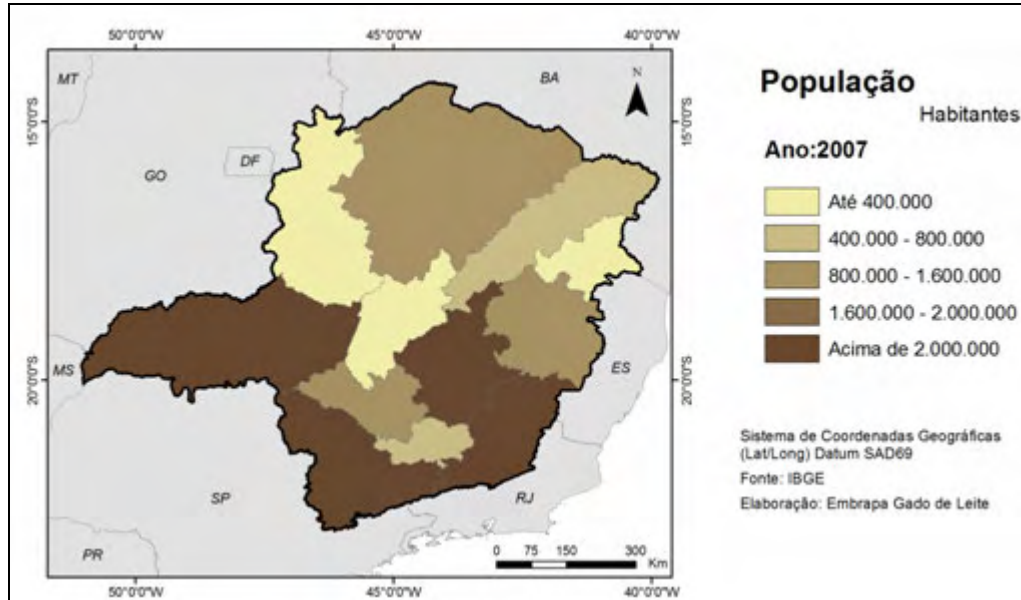 50°0'0"W 45°0'0"W 40°0'0"W
MT
BA
N
15°0'0"S
15°0'0"S
DF
GO
MS
20°0'0"S
20°0'0"S
ES
SP
RJ
PR
0 75 150 300
Km
50°0'0"W 45°0'0"W 40°0'0"W
População
Habitantes
Ano:2007
Até 400.000
400.000 - 800.000
800.000 - 1.600.000
1.600.000 - 2.000.000
Acima de 2.000.000
Sistema de Coordenadas Geográficas
(Lat/Long) Datum SAD69
Fonte: IBGE
Elaboração: Embrapa Gado de Leite